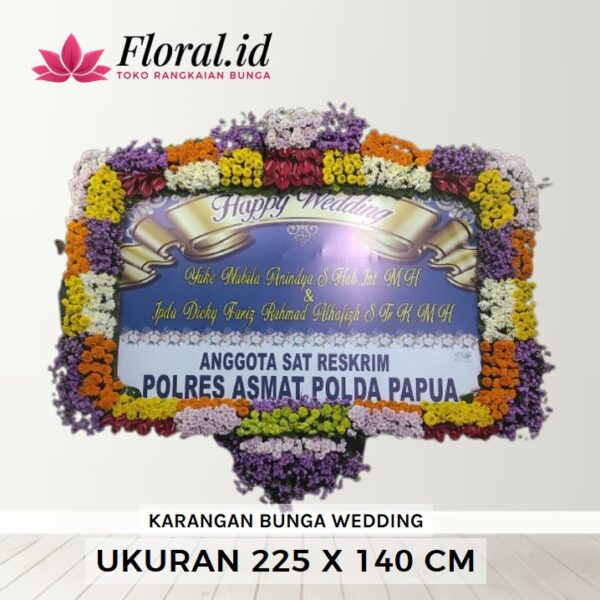 Floral.id
TOKO RANGKAIAN BUNGA
Happy Wedding
Yuke Nabila Anindya S Hub Int M H
&
Ipda Dicky Fariz Rahmad Alhafizh S Tr K M H
ANGGOTA SAT RESKRIM
POLRES ASMAT POLDA PAPUA
KARANGAN BUNGA WEDDING
UKURAN 225 X 140 CM